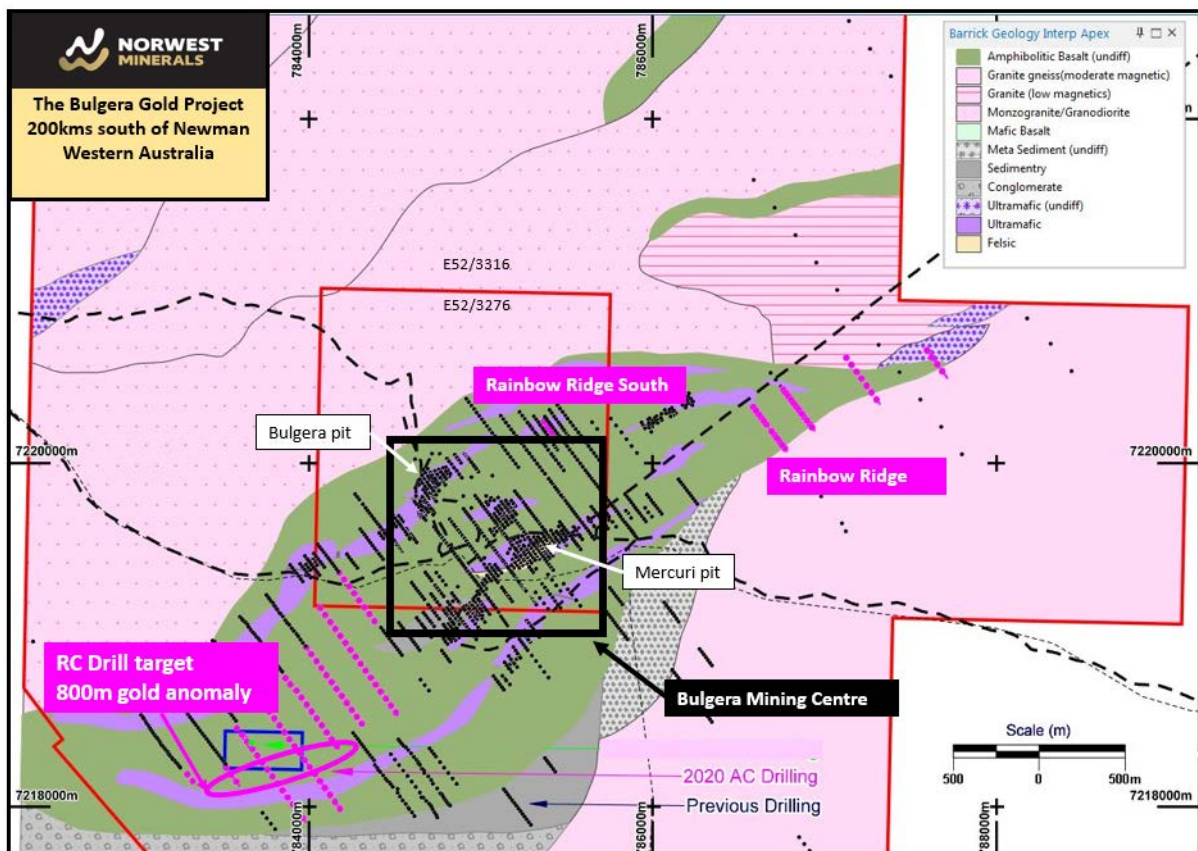 NORWEST
MINERALS
The Bulgera Gold Project
200kms south of Newman
Western Australia
784000m
786000m
Barrick Geology Interp Apex
Amphibolitic Basalt (undiff)
Granite gneiss(moderate magnetic)
Granite (low magnetics)
Monzogranite/Granodiorite
Mafic Basalt
Meta Sediment (undiff)
Sedimentry
Conglomerate
Ultramafic (undiff)
Ultramafic
Felsic
E52/3316
E52/3276
Rainbow Ridge South
Bulgera pit
7220000m
7220000m
Rainbow Ridge
Mercuri pit
RC Drill target
800m gold anomaly
Bulgera Mining Centre
Scale (m)
500
0
500m
2020 AC Drilling
Previous Drilling
7218000m
7218000m
784000m
786000m
788000m